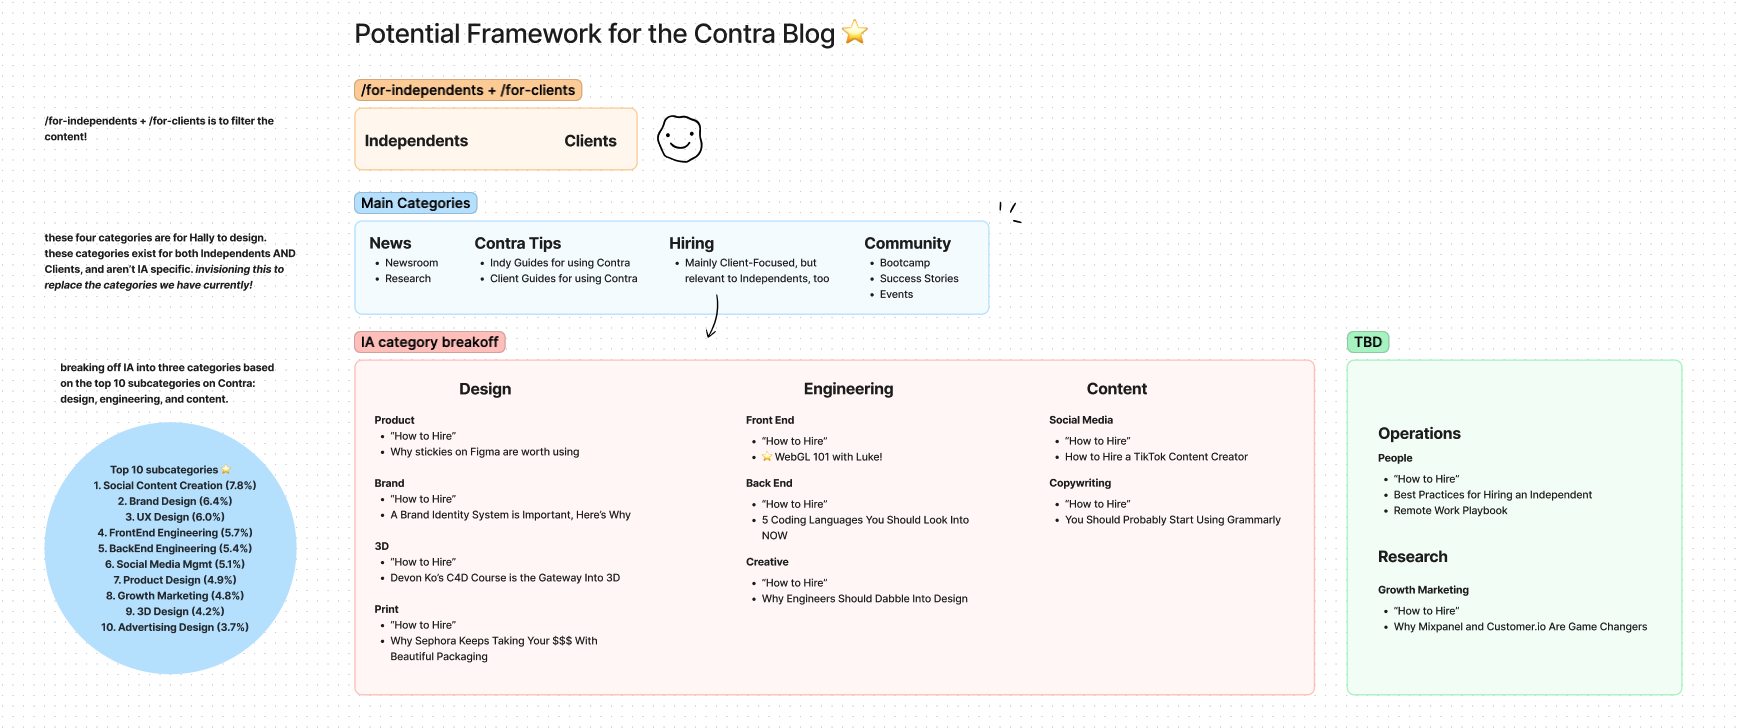 Potential Framework for the Contra Blog ⭐
/for-independents + /for-clients
/for-independents + /for-clients is to filter the
content!
Independents
Clients
Main Categories
these four categories are for Hally to design.
these categories exist for both Independents AND
Clients, and aren't IA specific. invisioning this to
replace the categories we have currently!
News
• Newsroom
• Research
Contra Tips
• Indy Guides for using Contra
• Client Guides for using Contra
Hiring
• Mainly Client-Focused, but
relevant to Independents, too
Community
• Bootcamp
• Success Stories
• Events
IA category breakoff
breaking off IA into three categories based
on the top 10 subcategories on Contra:
design, engineering, and content.
Top 10 subcategories ⭐
1. Social Content Creation (7.8%)
2. Brand Design (6.4%)
3. UX Design (6.0%)
4. FrontEnd Engineering (5.7%)
5. BackEnd Engineering (5.4%)
6. Social Media Mgmt (5.1%)
7. Product Design (4.9%)
8. Growth Marketing (4.8%)
9. 3D Design (4.2%)
10. Advertising Design (3.7%)
Design
Product
• "How to Hire"
• Why stickies on Figma are worth using
Brand
• "How to Hire"
• A Brand Identity System is Important, Here's Why
3D
• "How to Hire"
• Devon Ko's C4D Course is the Gateway Into 3D
Print
• "How to Hire"
• Why Sephora Keeps Taking Your $$$ With
Beautiful Packaging
Engineering
Front End
• "How to Hire"
• ⭐ WebGL 101 with Luke!
Back End
• "How to Hire"
• 5 Coding Languages You Should Look Into
NOW
Creative
• "How to Hire"
• Why Engineers Should Dabble Into Design
Content
Social Media
• "How to Hire"
• How to Hire a TikTok Content Creator
Copywriting
• "How to Hire"
• You Should Probably Start Using Grammarly
TBD
Operations
People
• "How to Hire"
• Best Practices for Hiring an Independent
• Remote Work Playbook
Research
Growth Marketing
• "How to Hire"
• Why Mixpanel and Customer.io Are Game Changers